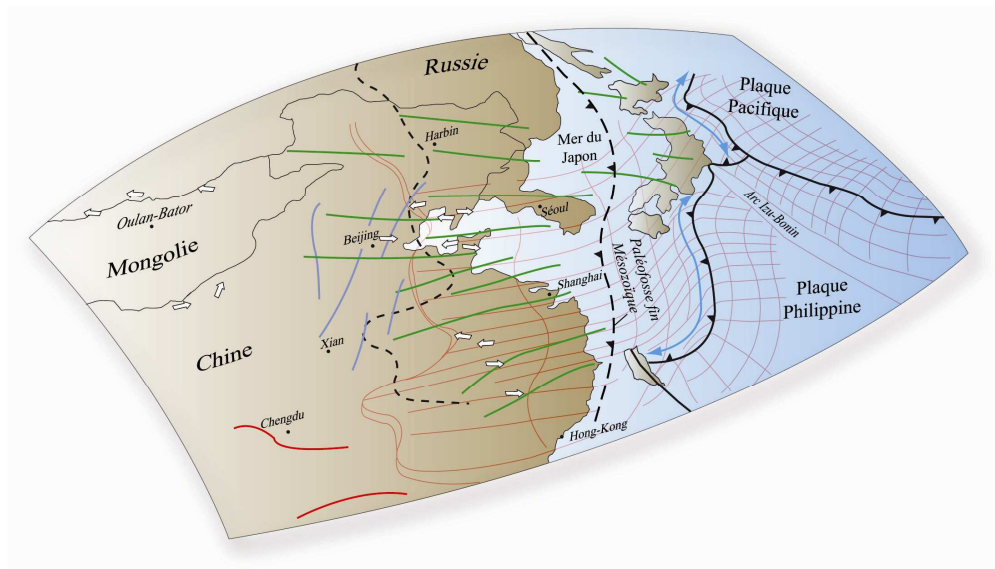 Russie
Plaque
Pacifique
Harbin
Mer du
Japon
Oulan-Bator
Arc Izu-Bonin
Séoul
Beijing
Mongolie
Paléofosse fin
Mésozoïque
Shanghai
Plaque
Philippine
Xian
Chine
Chengdu
Hong-Kong